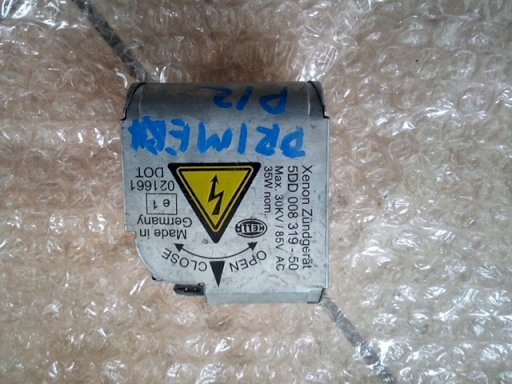 Xenon Zündgerät
5DD 008 319 -50
Max. 30KV / 85V AC
35W nom.
HELLA
OPEN CLOSE
Made in
Germany
e 1
021661
DOT
PRIMERA
P12